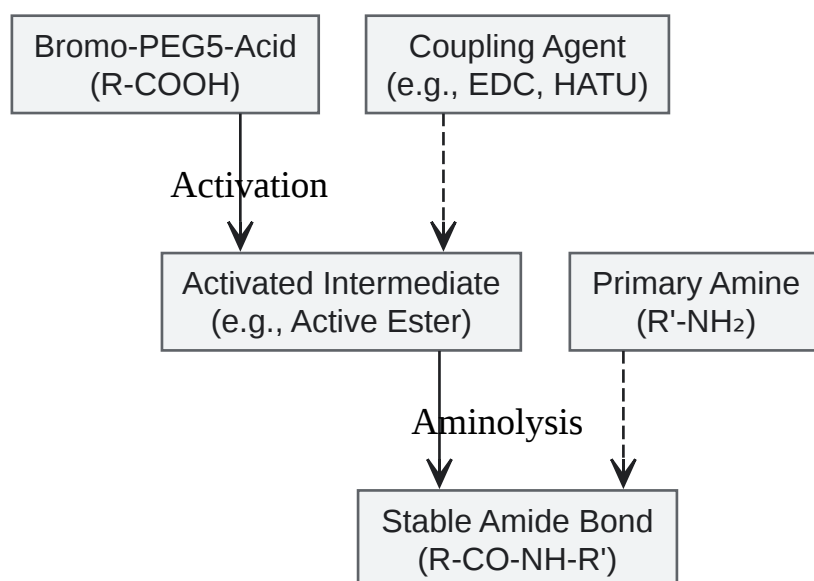 Bromo-PEG5-Acid
(R-COOH)
Coupling Agent
(e.g., EDC, HATU)
Activation
Activated Intermediate
(e.g., Active Ester)
Primary Amine
(R'-NH₂)
Aminolysis
Stable Amide Bond
(R-CO-NH-R')